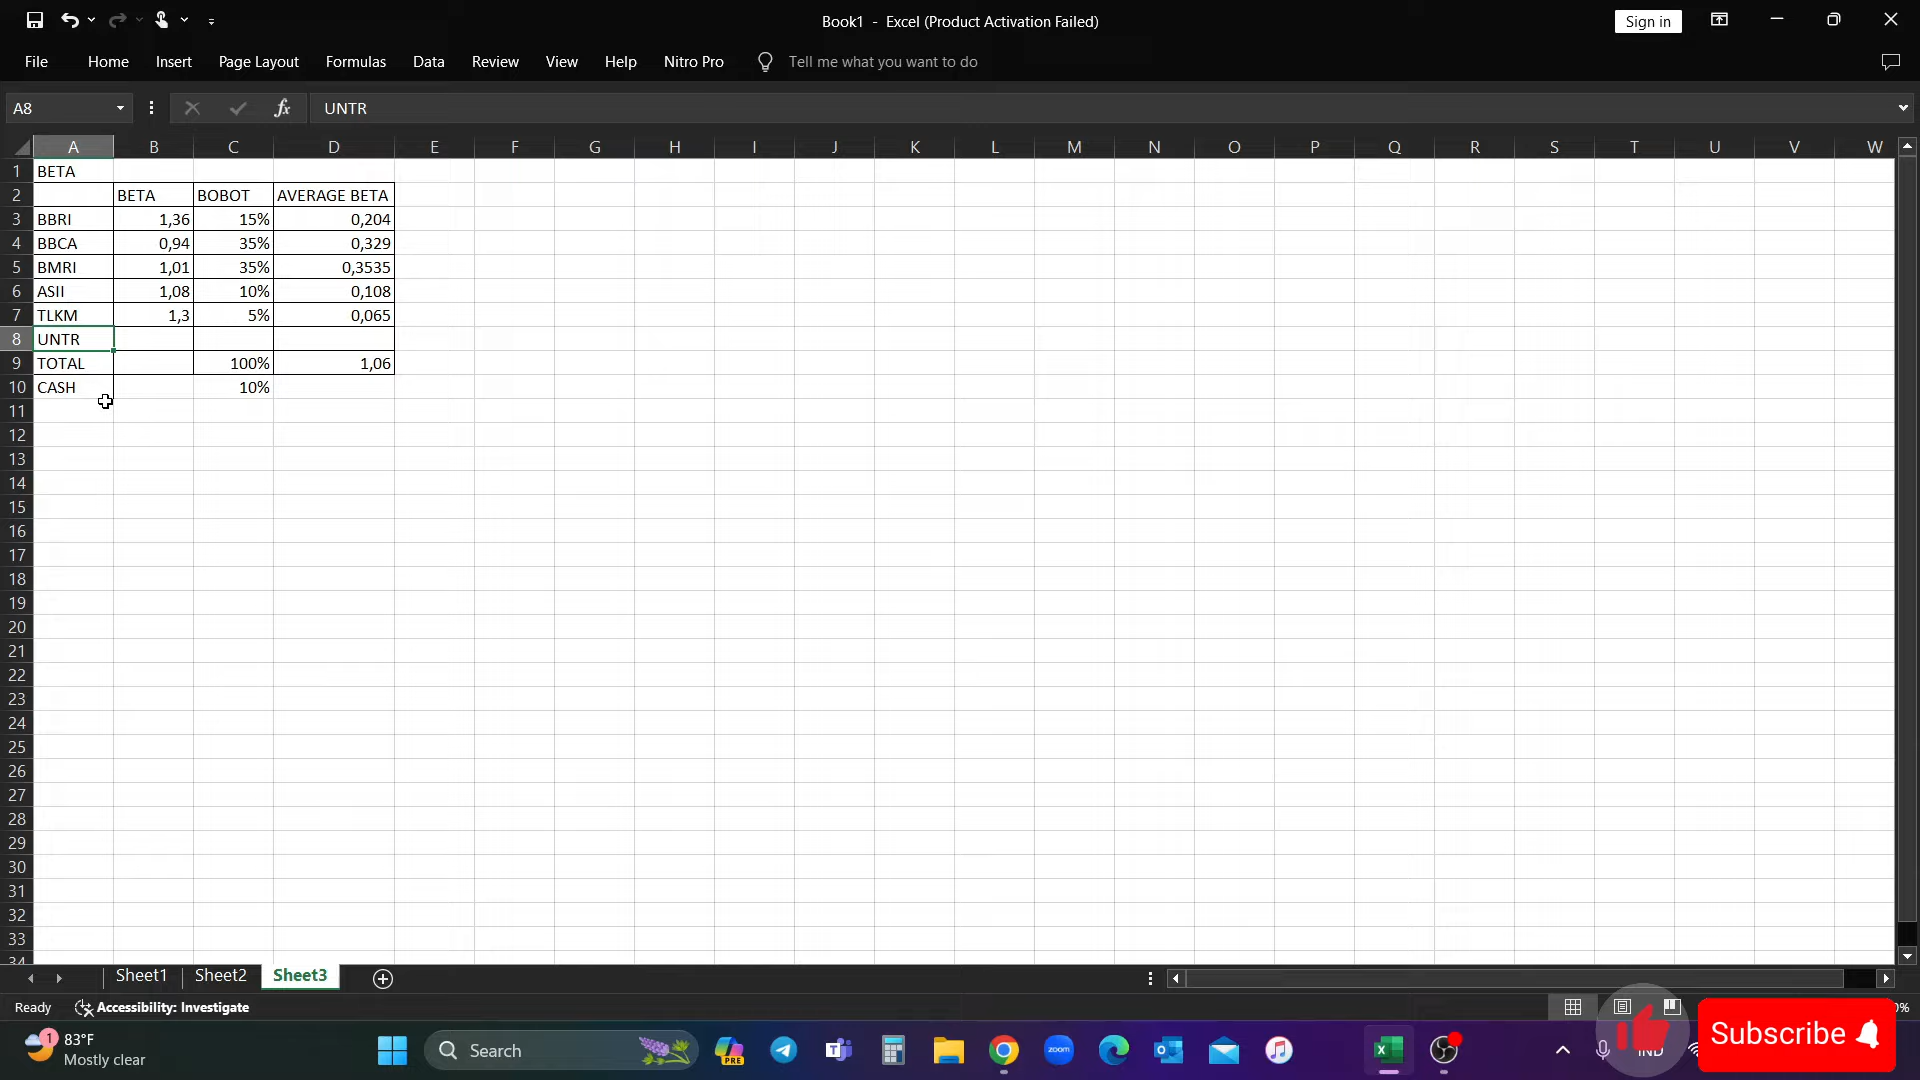 Book1 - Excel (Product Activation Failed)
Sign in
File Home Insert Page Layout Formulas Data Review View Help Nitro Pro Tell me what you want to do
A8 fx UNTR
A B C D E F G H I J K L M N O P Q R S T U V W
1 BETA
2 BETA BOBOT AVERAGE BETA
3 BBRI 1,36 15% 0,204
4 BBCA 0,94 35% 0,329
5 BMRI 1,01 35% 0,3535
6 ASII 1,08 10% 0,108
7 TLKM 1,3 5% 0,065
8 UNTR
9 TOTAL 100% 1,06
10 CASH 10%
11
12
13
14
15
16
17
18
19
20
21
22
23
24
25
26
27
28
29
30
31
32
33
34
Sheet1 Sheet2 Sheet3
Ready Accessibility: Investigate
1 83°F
Mostly clear
Search
PRE
zoom
IND
Subscribe